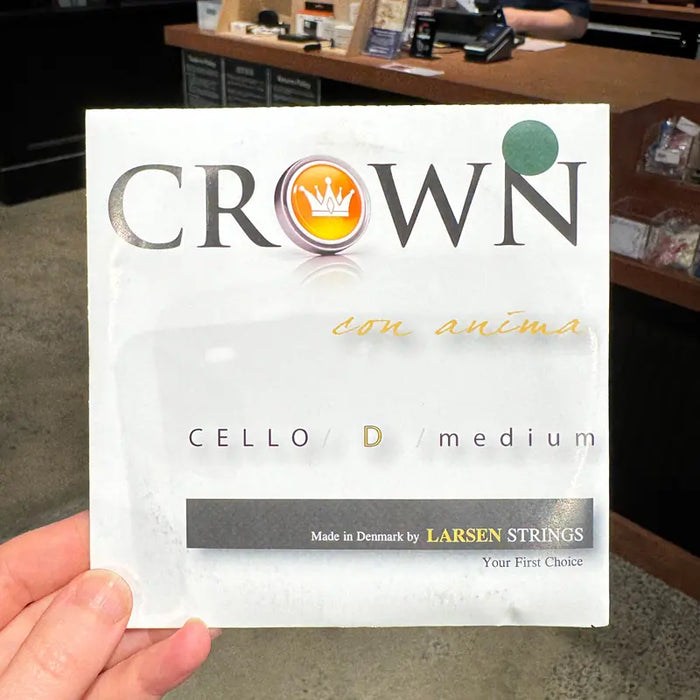 CROWN
con anima
CELLO / D / medium
Made in Denmark by LARSEN STRINGS
Your First Choice